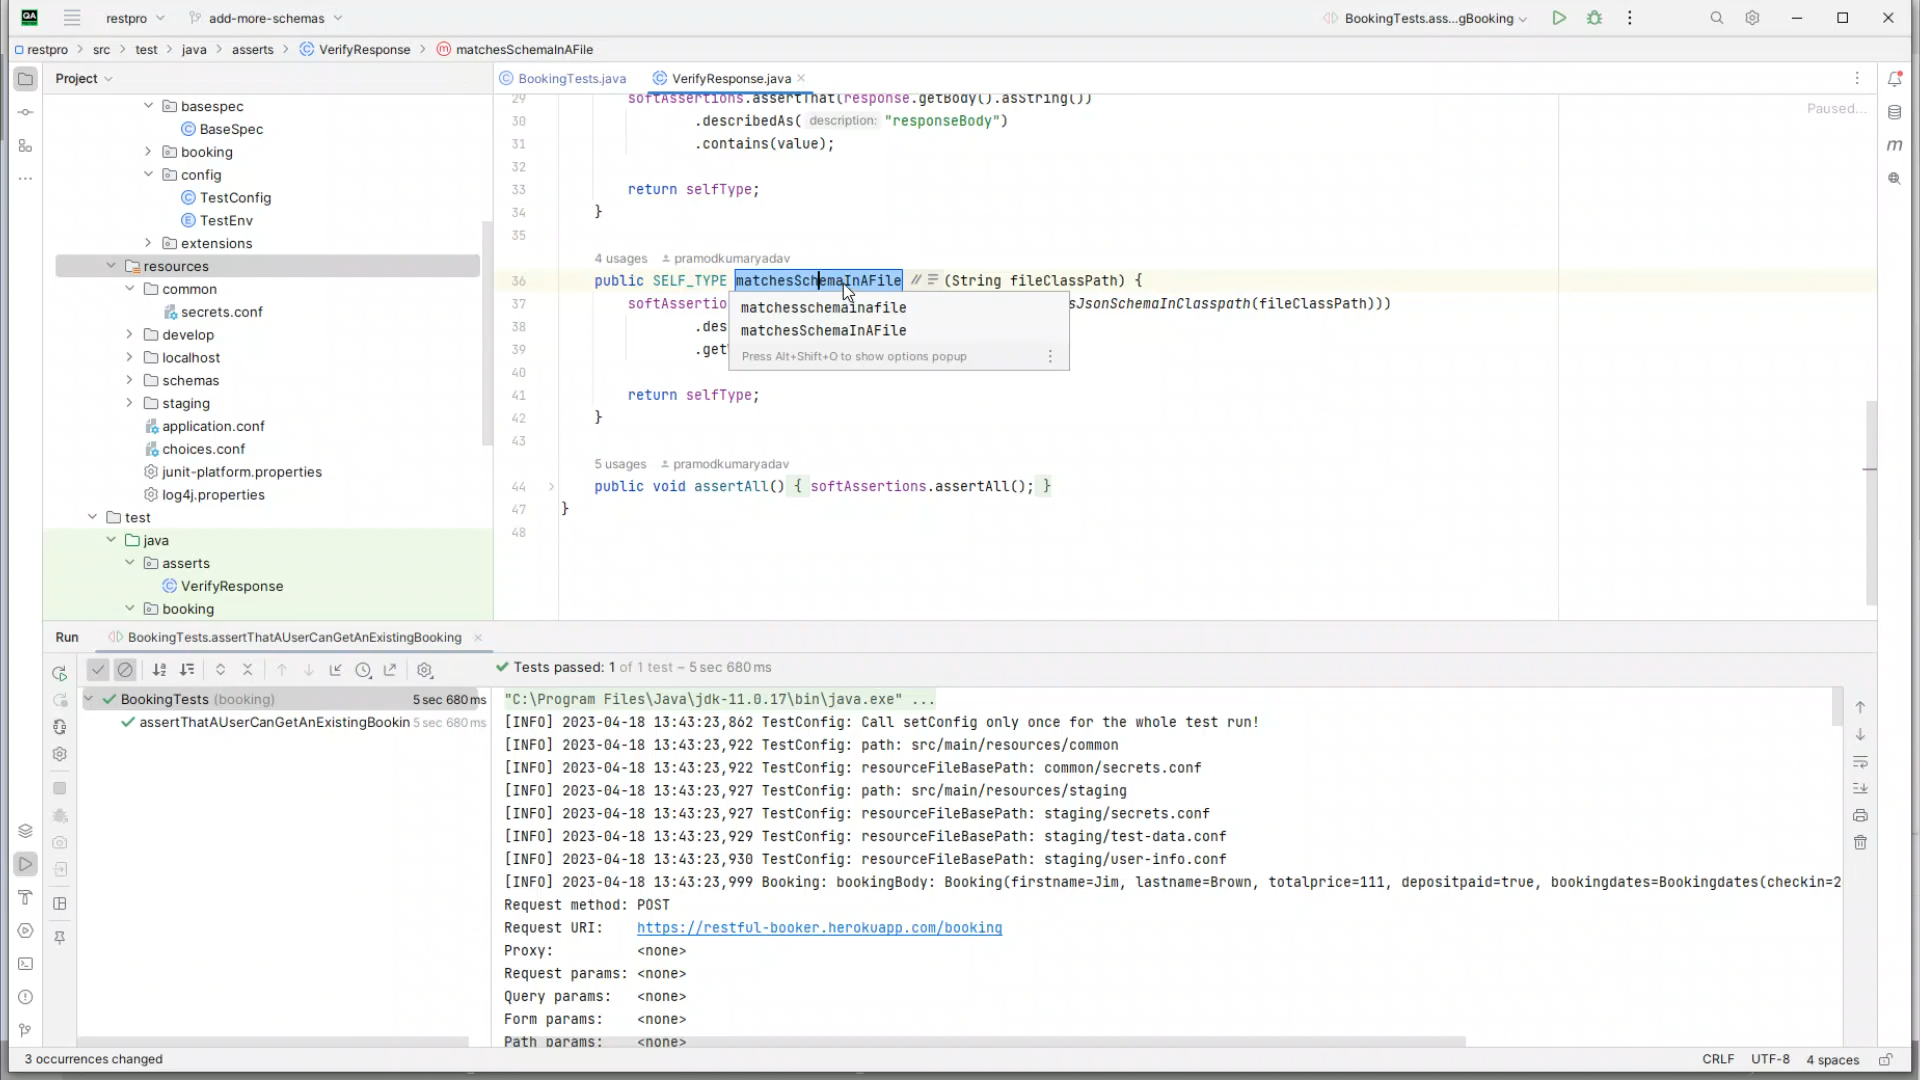 QA restpro add-more-schemas BookingTests.ass...gBooking
restpro src test java asserts VerifyResponse matchesSchemaInAFile
Project
BookingTests.java VerifyResponse.java
basespec
BaseSpec
booking
config
TestConfig
TestEnv
extensions
resources
common
secrets.conf
develop
localhost
schemas
staging
application.conf
choices.conf
junit-platform.properties
log4j.properties
test
java
asserts
VerifyResponse
booking
Paused...
29 softAssertions.assertThat(response.getBody().asString())
30 .describedAs( description: "responseBody")
31 .contains(value);
32
33 return selfType;
34 }
35
4 usages pramodkumaryadav
36 public SELF_TYPE matchesSchemaInAFile (String fileClassPath) {
37 softAssertio sJsonSchemaInClasspath(fileClassPath)))
38 .des
39 .get
matchesschemainafile
matchesSchemaInAFile
Press Alt+Shift+O to show options popup
40
41 return selfType;
42 }
43
5 usages pramodkumaryadav
44 public void assertAll() { softAssertions.assertAll(); }
47 }
48
Run BookingTests.assertThatAUserCanGetAnExistingBooking
Tests passed: 1 of 1 test – 5 sec 680 ms
BookingTests (booking) 5 sec 680 ms
assertThatAUserCanGetAnExistingBookin 5 sec 680 ms
"C:\Program Files\Java\jdk-11.0.17\bin\java.exe" ...
[INFO] 2023-04-18 13:43:23,862 TestConfig: Call setConfig only once for the whole test run!
[INFO] 2023-04-18 13:43:23,922 TestConfig: path: src/main/resources/common
[INFO] 2023-04-18 13:43:23,922 TestConfig: resourceFileBasePath: common/secrets.conf
[INFO] 2023-04-18 13:43:23,927 TestConfig: path: src/main/resources/staging
[INFO] 2023-04-18 13:43:23,927 TestConfig: resourceFileBasePath: staging/secrets.conf
[INFO] 2023-04-18 13:43:23,929 TestConfig: resourceFileBasePath: staging/test-data.conf
[INFO] 2023-04-18 13:43:23,930 TestConfig: resourceFileBasePath: staging/user-info.conf
[INFO] 2023-04-18 13:43:23,999 Booking: bookingBody: Booking(firstname=Jim, lastname=Brown, totalprice=111, depositpaid=true, bookingdates=Bookingdates(checkin=2
Request method: POST
Request URI: https://restful-booker.herokuapp.com/booking
Proxy: <none>
Request params: <none>
Query params: <none>
Form params: <none>
Path params: <none>
3 occurrences changed CRLF UTF-8 4 spaces